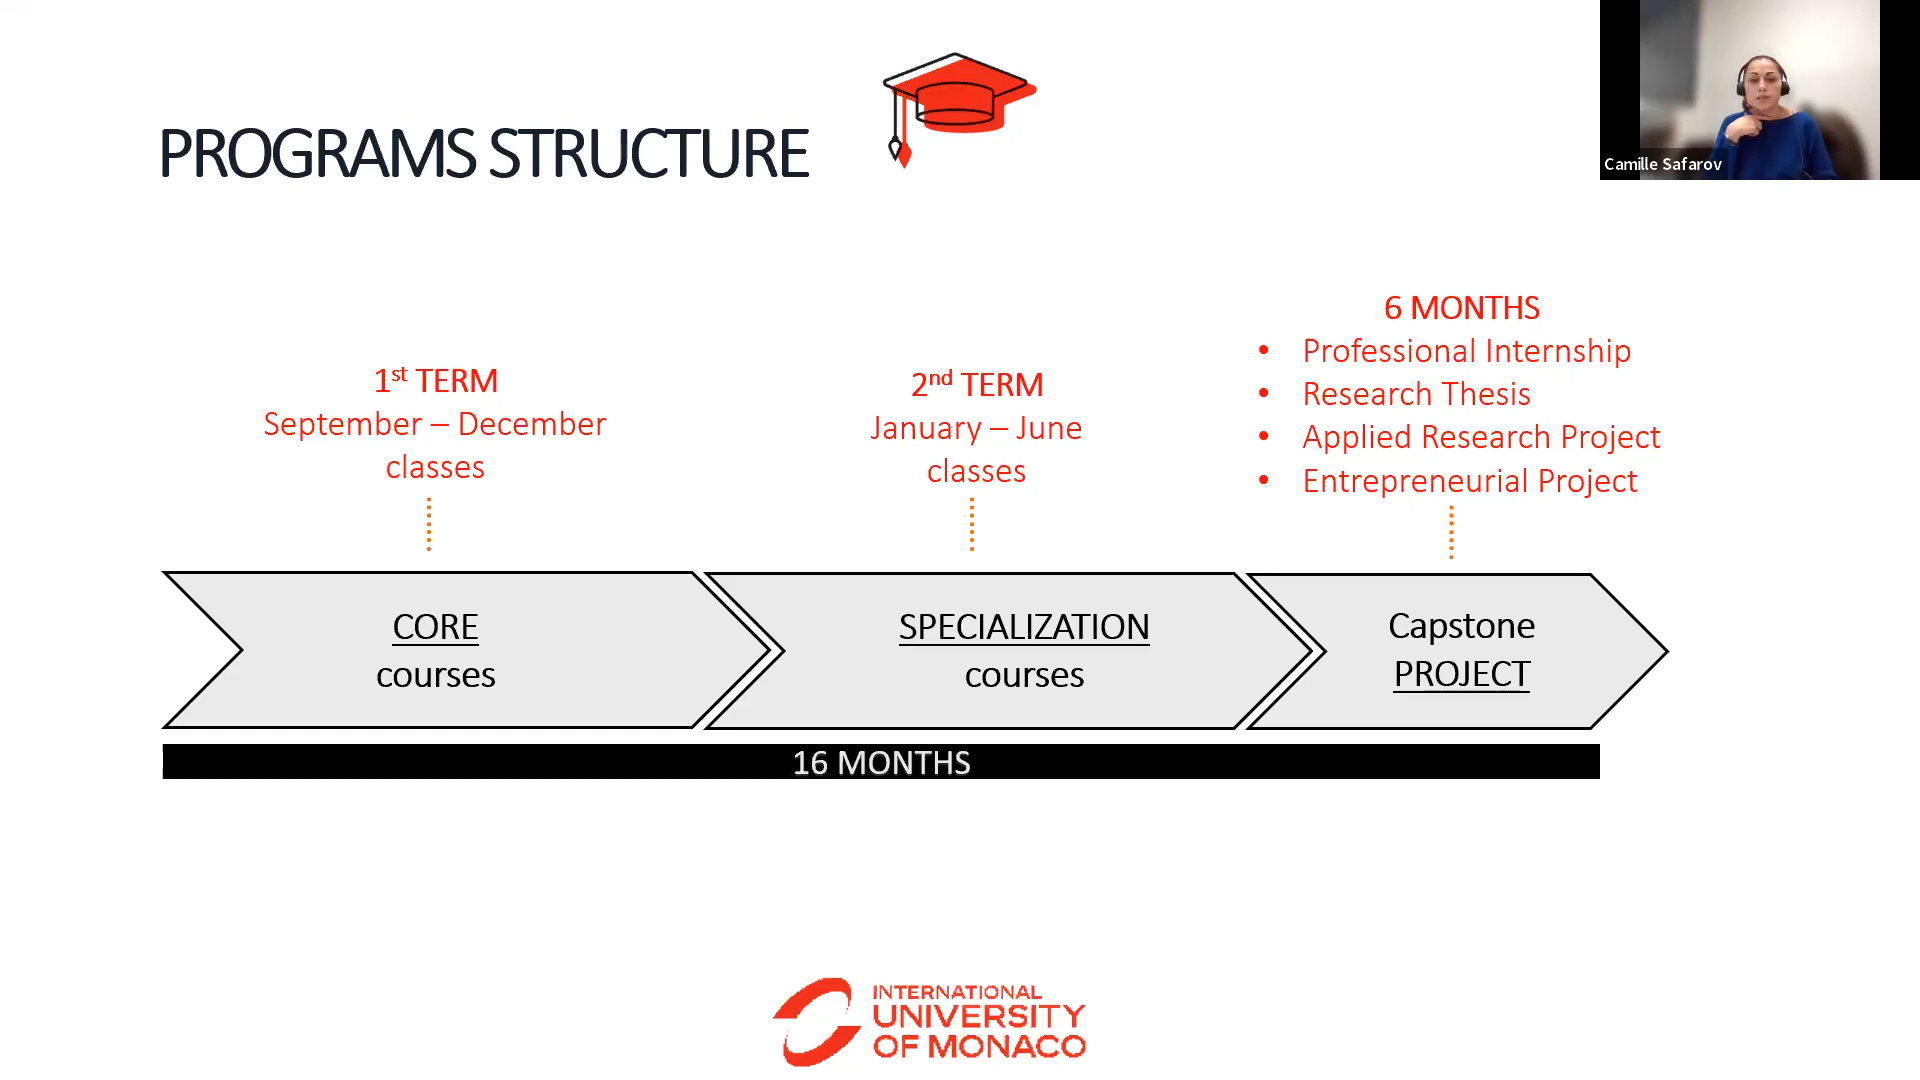 PROGRAMS STRUCTURE
Camille Safarov
1st TERM
September – December
classes
2nd TERM
January – June
classes
6 MONTHS
• Professional Internship
• Research Thesis
• Applied Research Project
• Entrepreneurial Project
CORE
courses
SPECIALIZATION
courses
Capstone
PROJECT
16 MONTHS
INTERNATIONAL
UNIVERSITY
OF MONACO